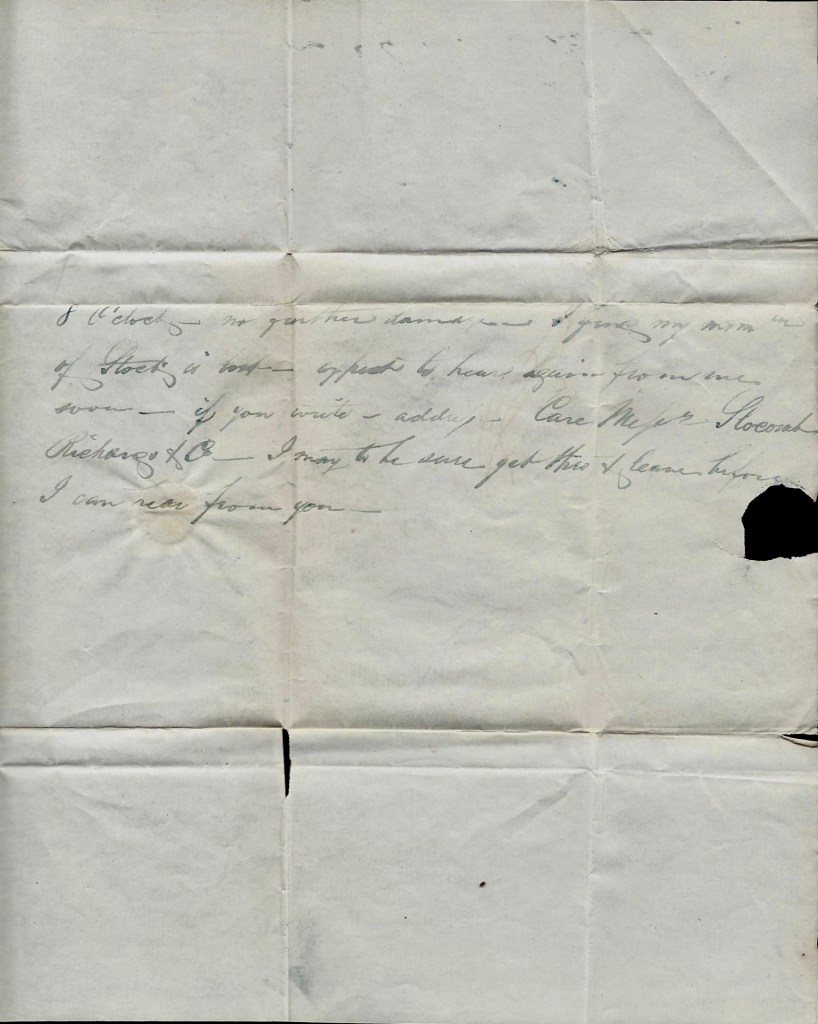 8 O'clock – no further damage – I give my mem
of Stock is lost – expect to hear again from me
soon – if you write – address – Care Messrs Slocomb
Richards & Co – I may to be sure get this & leave before
I can hear from you –